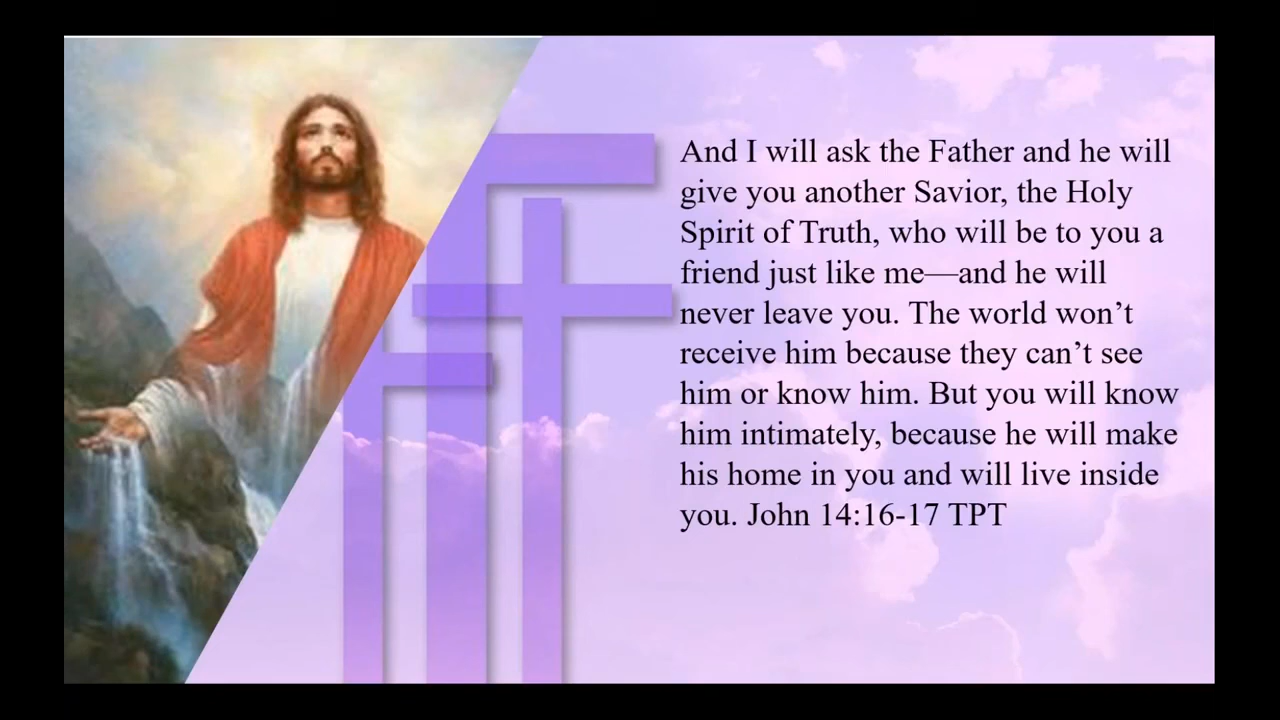 And I will ask the Father and he will
give you another Savior, the Holy
Spirit of Truth, who will be to you a
friend just like me—and he will
never leave you. The world won’t
receive him because they can’t see
him or know him. But you will know
him intimately, because he will make
his home in you and will live inside
you. John 14:16-17 TPT